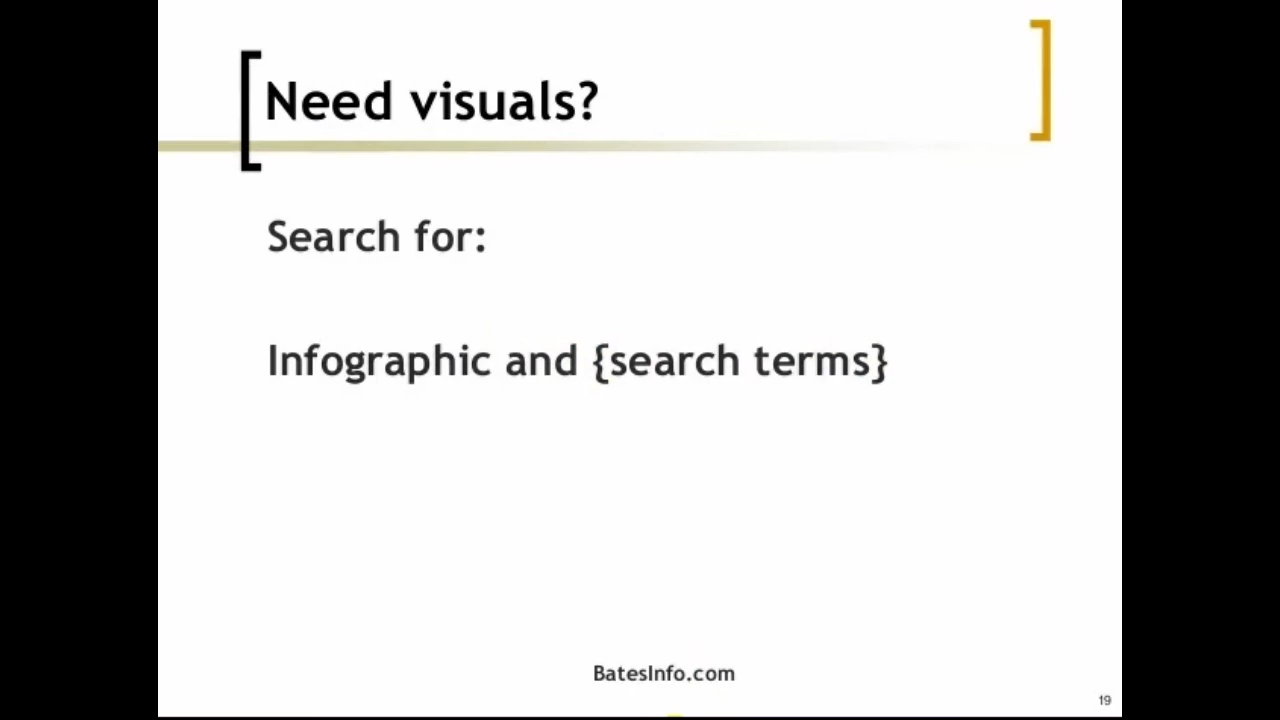 Need visuals?
Search for:
Infographic and {search terms}
BatesInfo.com
19